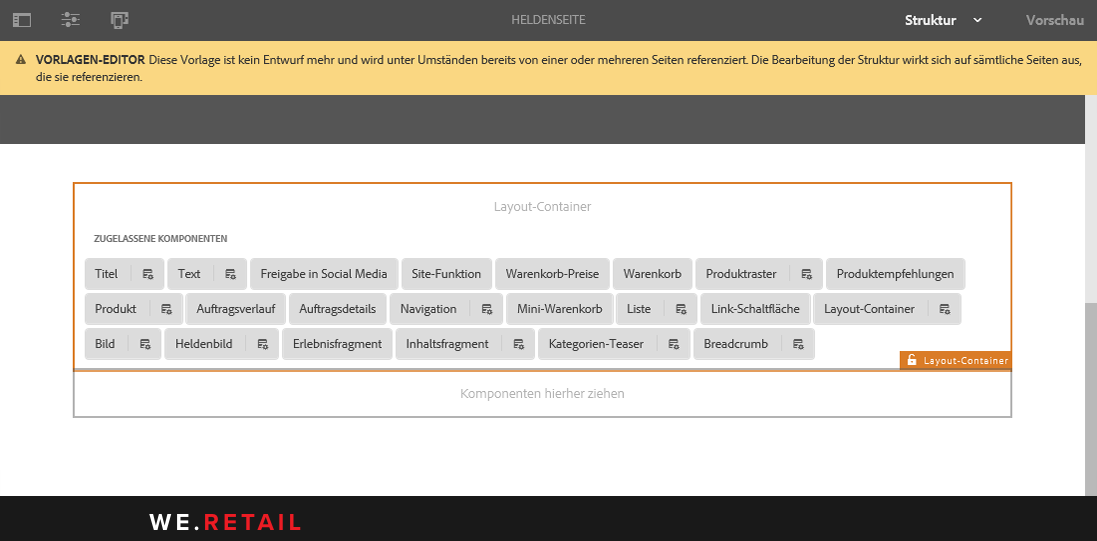 HELDENSEITE
Struktur
Vorschau
VORLAGEN-EDITOR Diese Vorlage ist kein Entwurf mehr und wird unter Umständen bereits von einer oder mehreren Seiten referenziert. Die Bearbeitung der Struktur wirkt sich auf sämtliche Seiten aus,
die sie referenzieren.
Layout-Container
ZUGELASSENE KOMPONENTEN
Titel Text Freigabe in Social Media Site-Funktion Warenkorb-Preise Warenkorb Produktraster Produktempfehlungen
Produkt Auftragsverlauf Auftragsdetails Navigation Mini-Warenkorb Liste Link-Schaltfläche Layout-Container
Bild Heldenbild Erlebnisfragment Inhaltsfragment Kategorien-Teaser Breadcrumb
Layout-Container
Komponenten hierher ziehen
WE.RETAIL